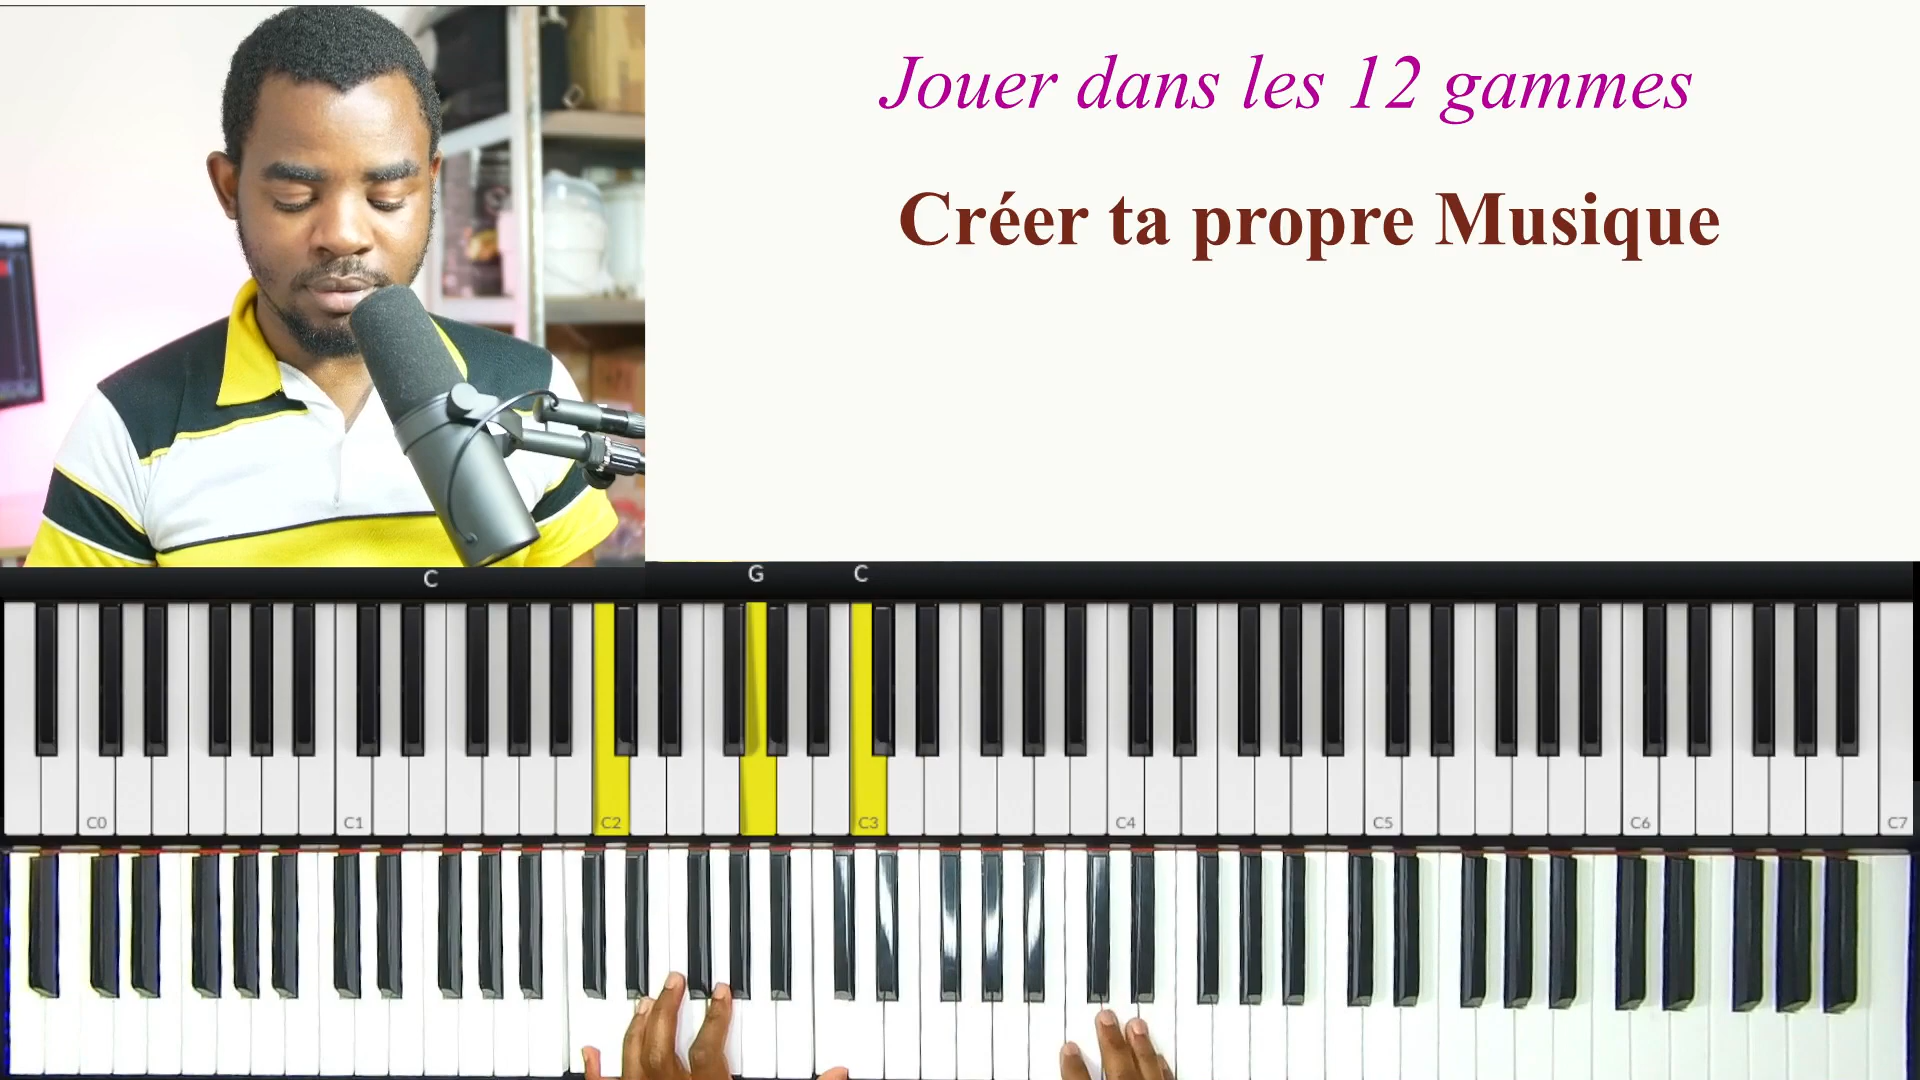 Jouer dans les 12 gammes
Créer ta propre Musique
C G C
C0 C1 C2 C3 C4 C5 C6 C7